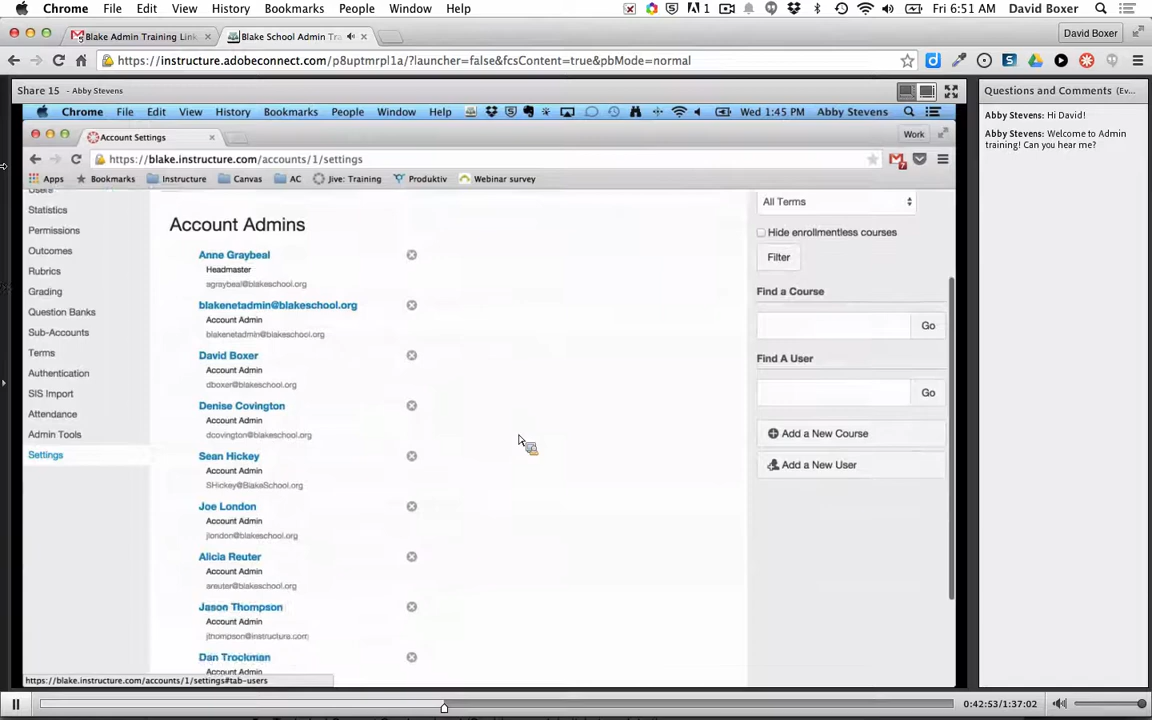 Chrome File Edit View History Bookmarks People Window Help 1 Fri 6:51 AM David Boxer
Blake Admin Training Link × Blake School Admin Tra × David Boxer
https://instructure.adobeconnect.com/p8uptmrpl1a/?launcher=false&fcsContent=true&pbMode=normal
Share 15 - Abby Stevens
Chrome File Edit View History Bookmarks People Window Help Wed 1:45 PM Abby Stevens
Account Settings × Work
https://blake.instructure.com/accounts/1/settings 7
Apps Bookmarks Instructure Canvas AC Jive: Training Produktiv Webinar survey
Users
Statistics
Permissions
Outcomes
Rubrics
Grading
Question Banks
Sub-Accounts
Terms
Authentication
SIS Import
Attendance
Admin Tools
Settings
Account Admins
Anne Graybeal
Headmaster
agraybeal@blakeschool.org
blakenetadmin@blakeschool.org
Account Admin
blakenetadmin@blakeschool.org
David Boxer
Account Admin
dboxer@blakeschool.org
Denise Covington
Account Admin
dcovington@blakeschool.org
Sean Hickey
Account Admin
SHickey@BlakeSchool.org
Joe London
Account Admin
jlondon@blakeschool.org
Alicia Reuter
Account Admin
areuter@blakeschool.org
Jason Thompson
Account Admin
jthompson@instructure.com
Dan Trockman
Account Admin
All Terms
Hide enrollmentless courses
Filter
Find a Course
Go
Find A User
Go
Add a New Course
Add a New User
https://blake.instructure.com/accounts/1/settings#tab-users
Questions and Comments (Ev...
Abby Stevens: Hi David!
Abby Stevens: Welcome to Admin
training! Can you hear me?
0:42:53/1:37:02